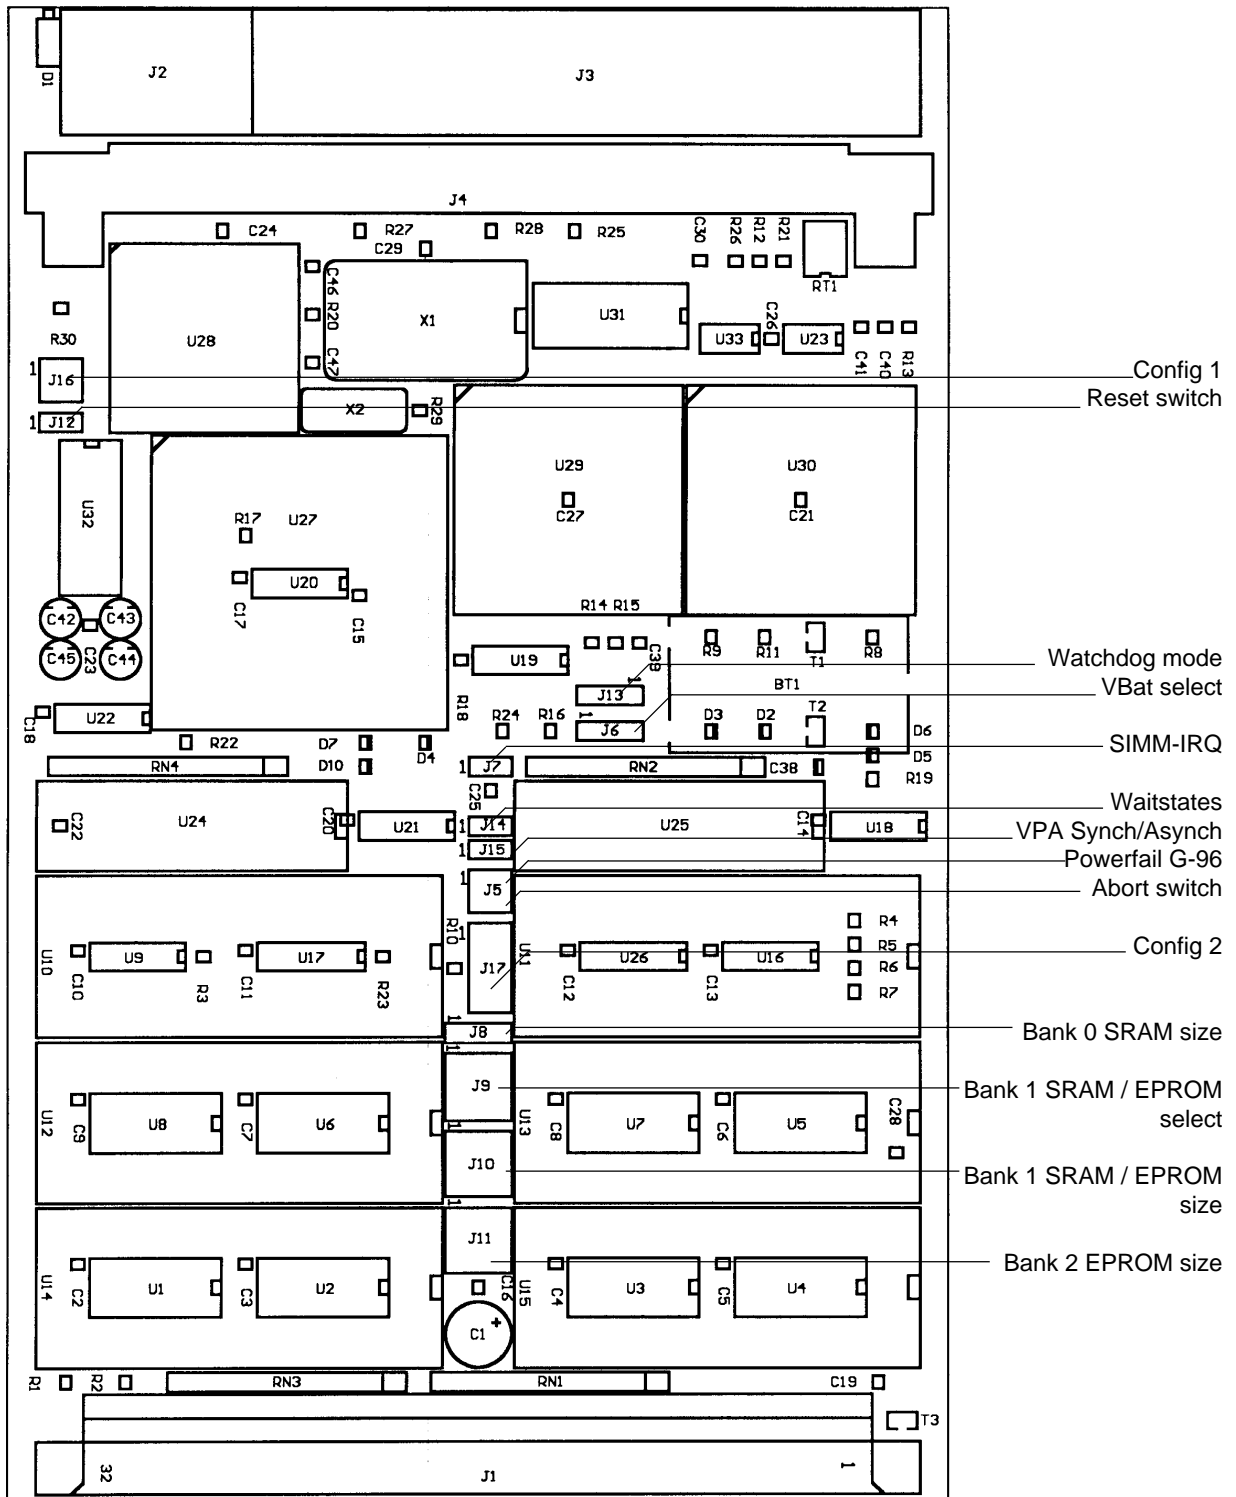 D1
J2
J3
J4
C24
R27
R28
R25
C29
C30
R26
R12
R21
RT1
C46
R20
C47
X1
U31
U28
R30
1
J16
1
J12
U33
C26
U23
C41
C40
R13
Config 1
Reset switch
X2
R29
U29
U30
C27
C21
U32
R17
U27
U20
C17
C15
C42
C43
C45
C44
C23
R14 R15
C39
R9
R11
T1
R8
U19
R18
1
J13
BT1
Watchdog mode
VBat select
C18
U22
R22
D7
D4
D10
R24
R16
1
J6
D3
D2
T2
D6
D5
R19
SIMM-IRQ
RN4
1
J7
RN2
C38
C25
C22
U24
C20
U21
1
J14
U25
C14
U18
Waitstates
1
J15
VPA Synch/Asynch
Powerfail G-96
1
J5
Abort switch
R4
R5
R6
R7
U10
C10
U9
R3
C11
U17
R23
R10
1
J17
U11
C12
U26
C13
U16
Config 2
1
J8
Bank 0 SRAM size
1
J9
Bank 1 SRAM / EPROM
select
U12
C9
U8
C7
U6
U13
C8
U7
C6
U5
C28
1
J10
Bank 1 SRAM / EPROM
size
1
J11
Bank 2 EPROM size
U14
C2
U1
C3
U2
C16
U15
C4
U3
C5
U4
C1
+
R1
R2
RN3
RN1
C19
T3
32
J1
1